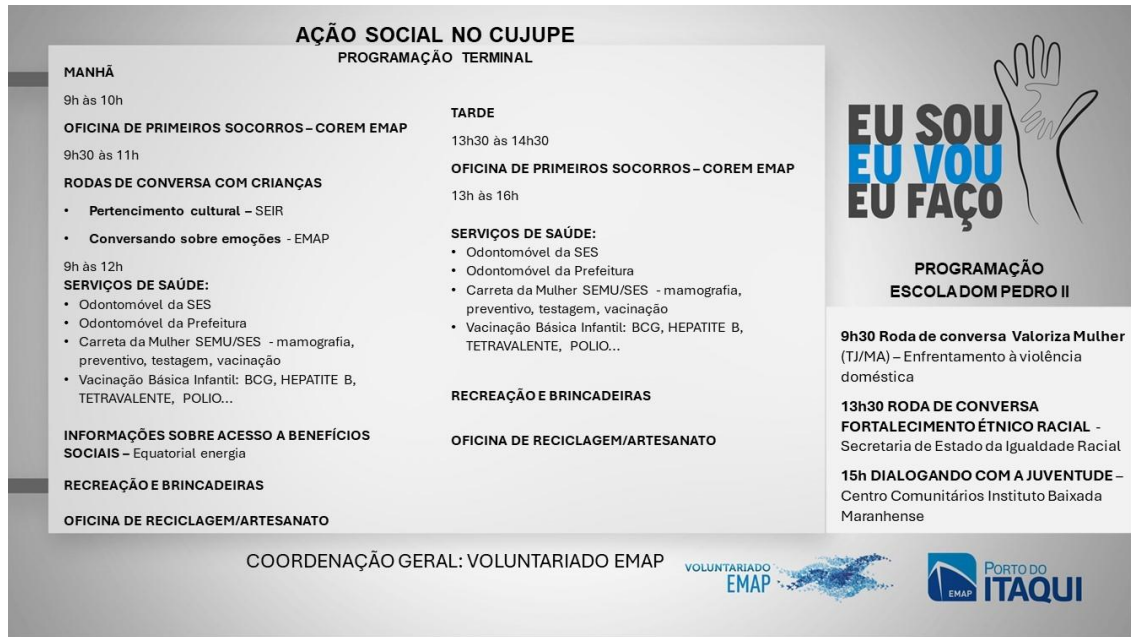 AÇÃO SOCIAL NO CUJUPE
PROGRAMAÇÃO TERMINAL
MANHÃ
9h às 10h
OFICINA DE PRIMEIROS SOCORROS – COREM EMAP
9h30 às 11h
RODAS DE CONVERSA COM CRIANÇAS
• Pertencimento cultural – SEIR
• Conversando sobre emoções - EMAP
9h às 12h
SERVIÇOS DE SAÚDE:
• Odontomóvel da SES
• Odontomóvel da Prefeitura
• Carreta da Mulher SEMU/SES - mamografia,
preventivo, testagem, vacinação
• Vacinação Básica Infantil: BCG, HEPATITE B,
TETRAVALENTE, POLIO...
INFORMAÇÕES SOBRE ACESSO A BENEFÍCIOS
SOCIAIS – Equatorial energia
RECREAÇÃO E BRINCADEIRAS
OFICINA DE RECICLAGEM/ARTESANATO
TARDE
13h30 às 14h30
OFICINA DE PRIMEIROS SOCORROS – COREM EMAP
13h às 16h
SERVIÇOS DE SAÚDE:
• Odontomóvel da SES
• Odontomóvel da Prefeitura
• Carreta da Mulher SEMU/SES - mamografia,
preventivo, testagem, vacinação
• Vacinação Básica Infantil: BCG, HEPATITE B,
TETRAVALENTE, POLIO...
RECREAÇÃO E BRINCADEIRAS
OFICINA DE RECICLAGEM/ARTESANATO
EU SOU
EU VOU
EU FAÇO
PROGRAMAÇÃO
ESCOLA DOM PEDRO II
9h30 Roda de conversa Valoriza Mulher
(TJ/MA) – Enfrentamento à violência
doméstica
13h30 RODA DE CONVERSA
FORTALECIMENTO ÉTNICO RACIAL -
Secretaria de Estado da Igualdade Racial
15h DIALOGANDO COM A JUVENTUDE –
Centro Comunitários Instituto Baixada
Maranhense
COORDENAÇÃO GERAL: VOLUNTARIADO EMAP
VOLUNTARIADO
EMAP
EMAP
PORTO DO
ITAQUI